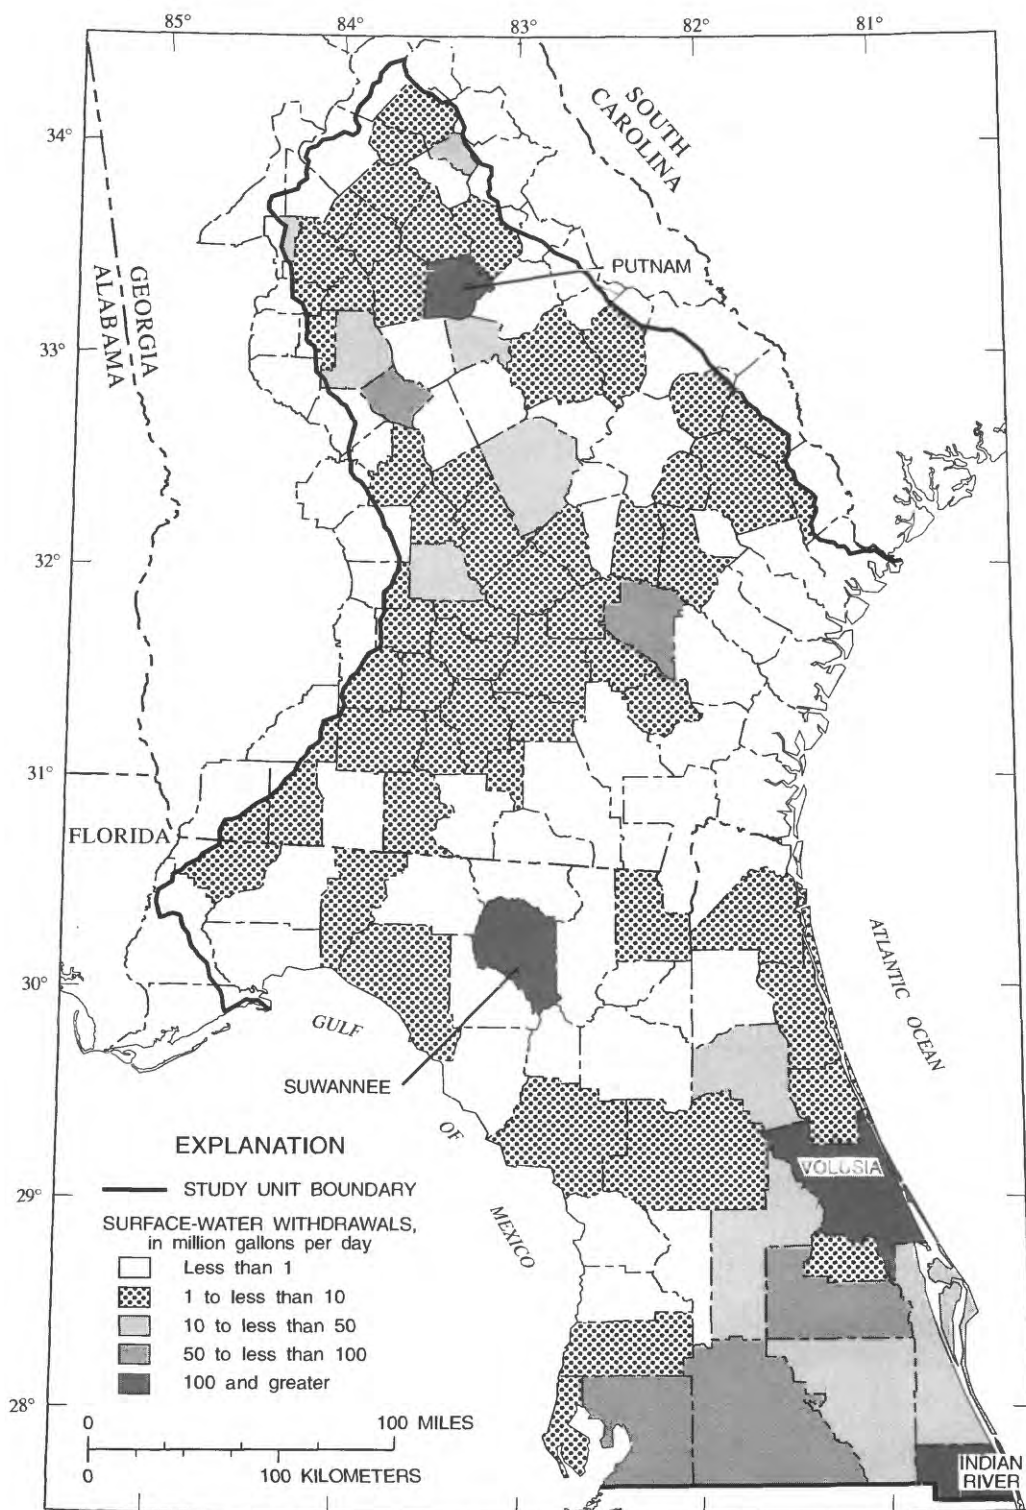 85°
84°
83°
82°
81°
34°
33°
32°
31°
30°
29°
28°
SOUTH
CAROLINA
GEORGIA
ALABAMA
PUTNAM
FLORIDA
ATLANTIC OCEAN
GULF
OF
MEXICO
SUWANNEE
VOLUSIA
INDIAN
RIVER
EXPLANATION
STUDY UNIT BOUNDARY
SURFACE-WATER WITHDRAWALS,
in million gallons per day
Less than 1
1 to less than 10
10 to less than 50
50 to less than 100
100 and greater
0 100 MILES
0 100 KILOMETERS